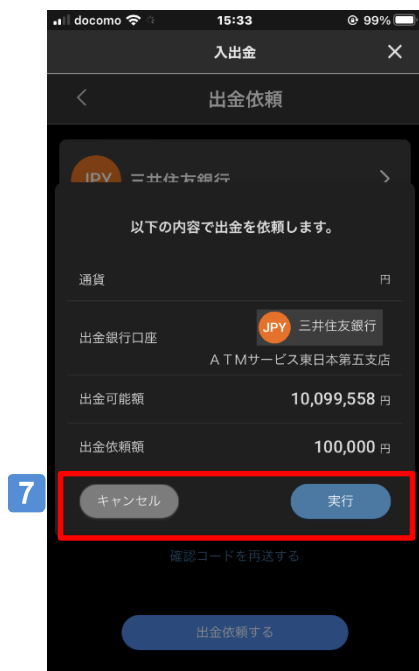 docomo 15:33 99%
入出金 ×
出金依頼
JPY 三井住友銀行
以下の内容で出金を依頼します。
通貨 円
出金銀行口座 JPY 三井住友銀行
ATMサービス東日本第五支店
出金可能額 10,099,558 円
出金依頼額 100,000 円
7 キャンセル 実行
確認コードを再送する
出金依頼する